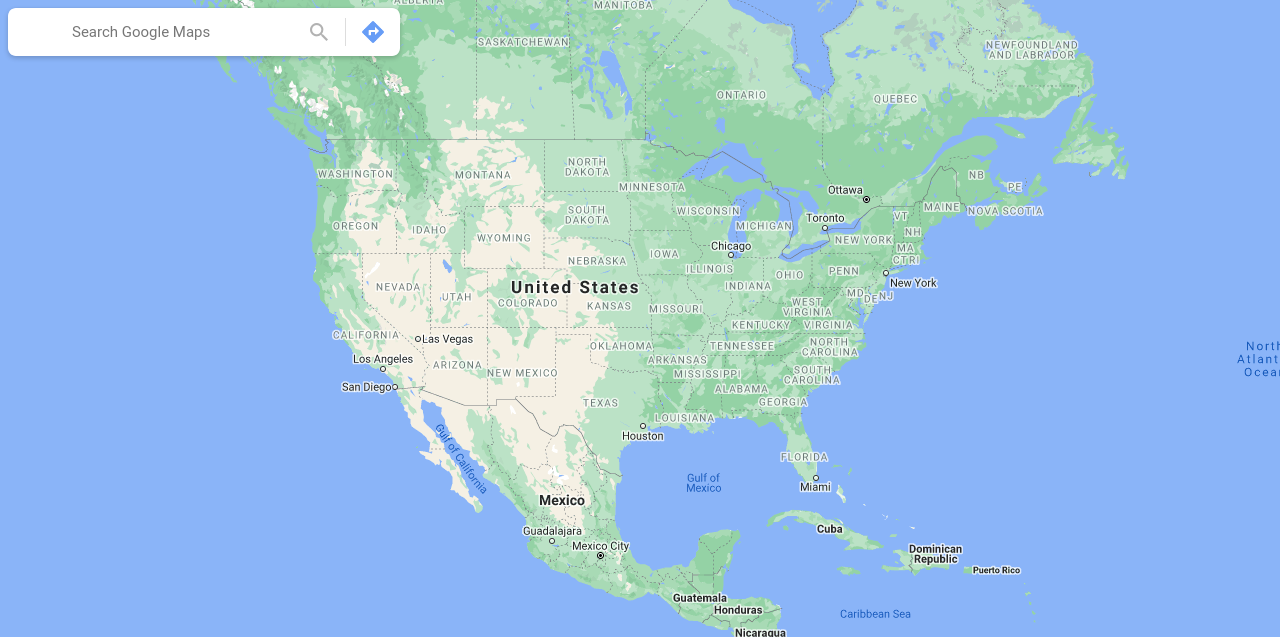 ALBERTA
MANITOBA
Search Google Maps
SASKATCHEWAN
NEWFOUNDLAND
AND LABRADOR
ONTARIO
QUEBEC
WASHINGTON
MONTANA
NORTH
DAKOTA
MINNESOTA
Ottawa
NB
PE
OREGON
IDAHO
SOUTH
DAKOTA
WISCONSIN
MICHIGAN
Toronto
VT
MAINE
NOVA SCOTIA
WYOMING
Chicago
NEW YORK
NH
MA
CT RI
IOWA
NEBRASKA
ILLINOIS
INDIANA
OHIO
PENN
New York
NEVADA
UTAH
United States
COLORADO
KANSAS
MISSOURI
WEST
VIRGINIA
MD
DE
NJ
KENTUCKY
VIRGINIA
CALIFORNIA
Las Vegas
OKLAHOMA
TENNESSEE
NORTH
CAROLINA
North
Atlant
Ocean
Los Angeles
ARIZONA
NEW MEXICO
ARKANSAS
MISSISSIPPI
SOUTH
CAROLINA
San Diego
ALABAMA
GEORGIA
TEXAS
LOUISIANA
Houston
Gulf of California
FLORIDA
Gulf of
Mexico
Miami
Mexico
Cuba
Guadalajara
Mexico City
Dominican
Republic
Puerto Rico
Guatemala
Honduras
Caribbean Sea
Nicaragua